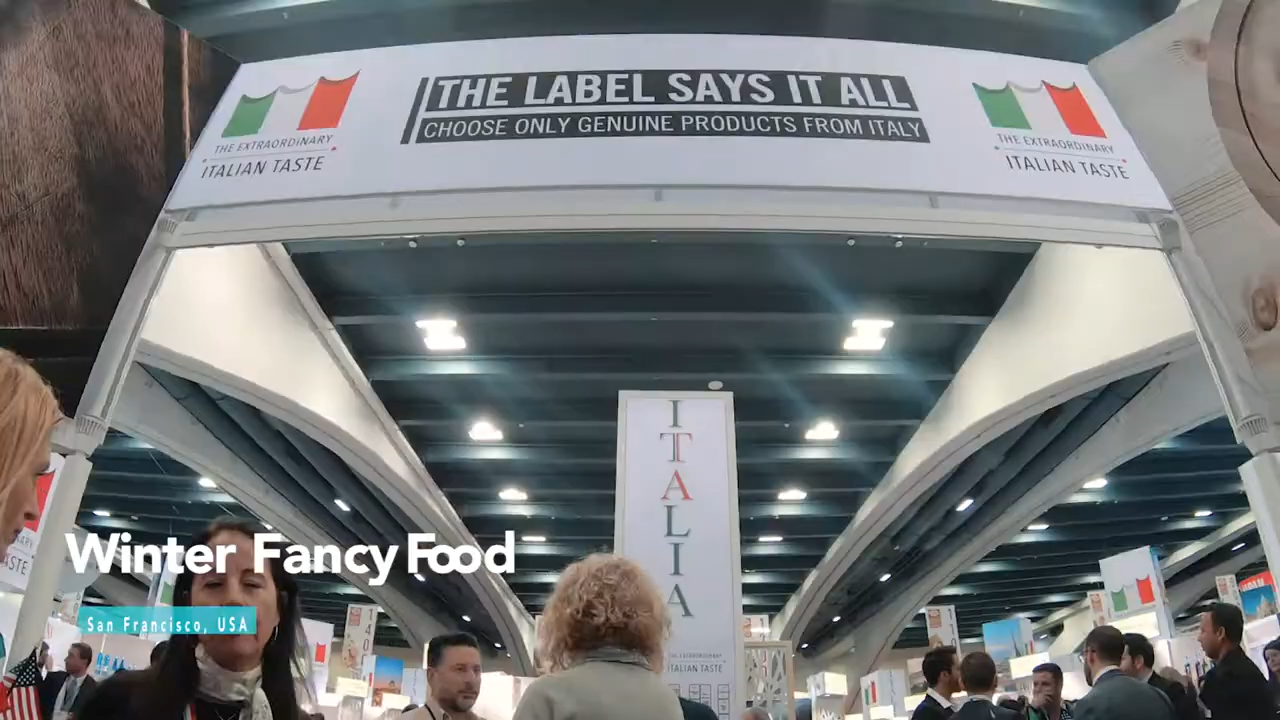 THE LABEL SAYS IT ALL
CHOOSE ONLY GENUINE PRODUCTS FROM ITALY
THE EXTRAORDINARY
ITALIAN TASTE
THE EXTRAORDINARY
ITALIAN TASTE
ITALIA
THE EXTRAORDINARY
ITALIAN TASTE
Winter Fancy Food
San Francisco, USA